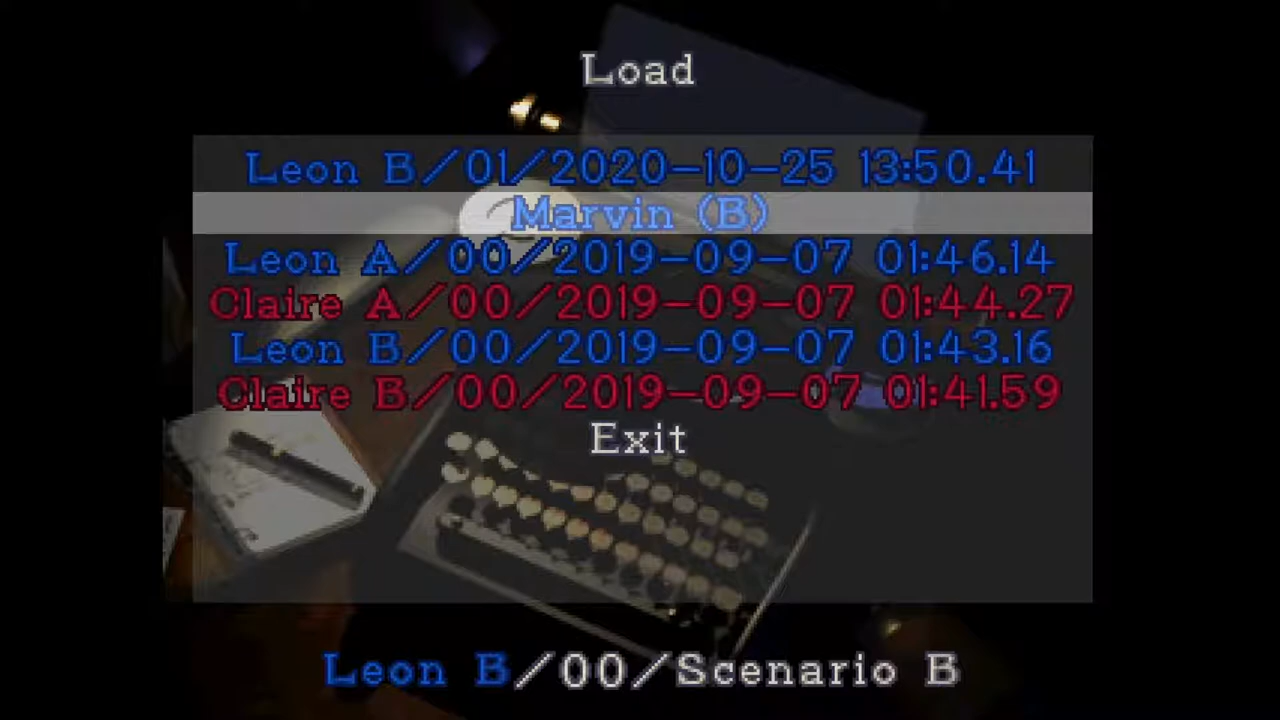 Load
Leon B/01/2020-10-25 13:50.41
Marvin (B)
Leon A/00/2019-09-07 01:46.14
Claire A/00/2019-09-07 01:44.27
Leon B/00/2019-09-07 01:43.16
Claire B/00/2019-09-07 01:41.59
Exit
Leon B/00/Scenario B